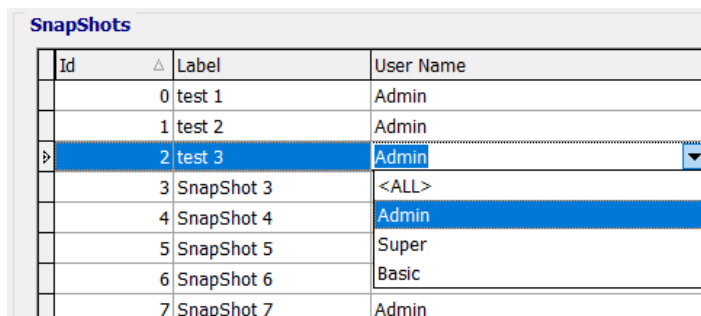 SnapShots
Id Label User Name
0 test 1 Admin
1 test 2 Admin
2 test 3 Admin
3 SnapShot 3 <ALL>
4 SnapShot 4 Admin
5 SnapShot 5 Super
6 SnapShot 6 Basic
7 SnapShot 7 Admin